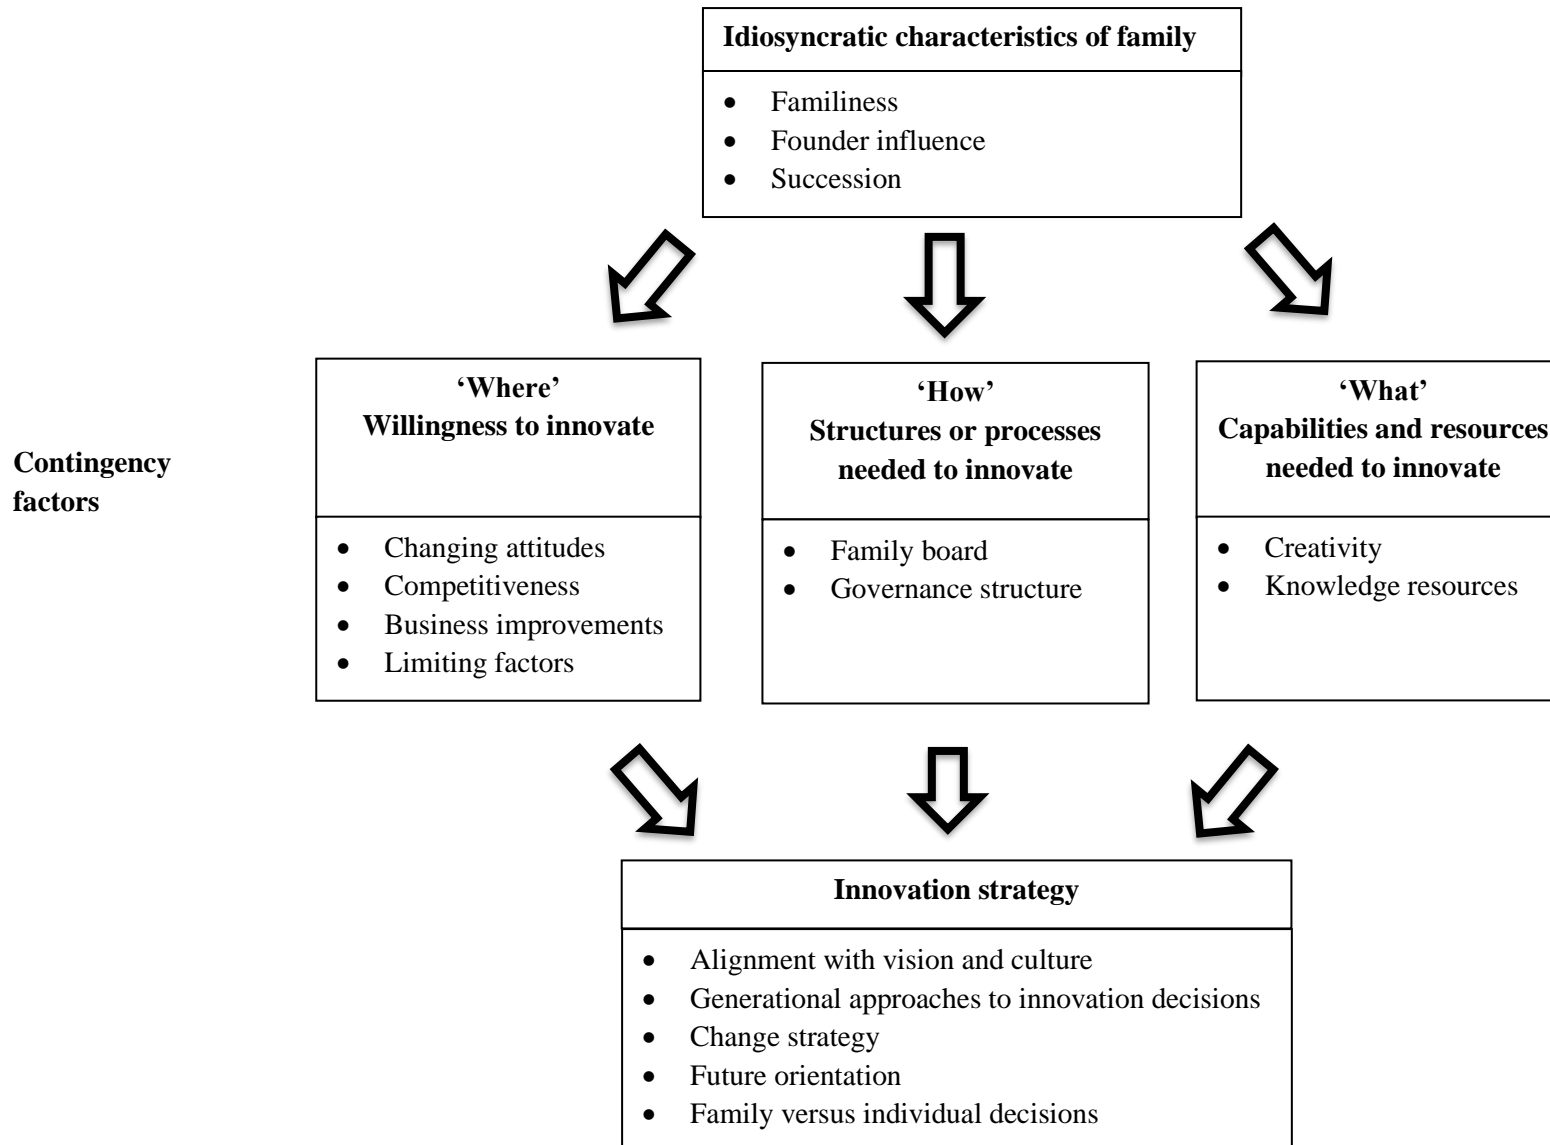 Idiosyncratic characteristics of family
• Familiness
• Founder influence
• Succession
Contingency
factors
‘Where’
Willingness to innovate
• Changing attitudes
• Competitiveness
• Business improvements
• Limiting factors
‘How’
Structures or processes
needed to innovate
• Family board
• Governance structure
‘What’
Capabilities and resources
needed to innovate
• Creativity
• Knowledge resources
Innovation strategy
• Alignment with vision and culture
• Generational approaches to innovation decisions
• Change strategy
• Future orientation
• Family versus individual decisions